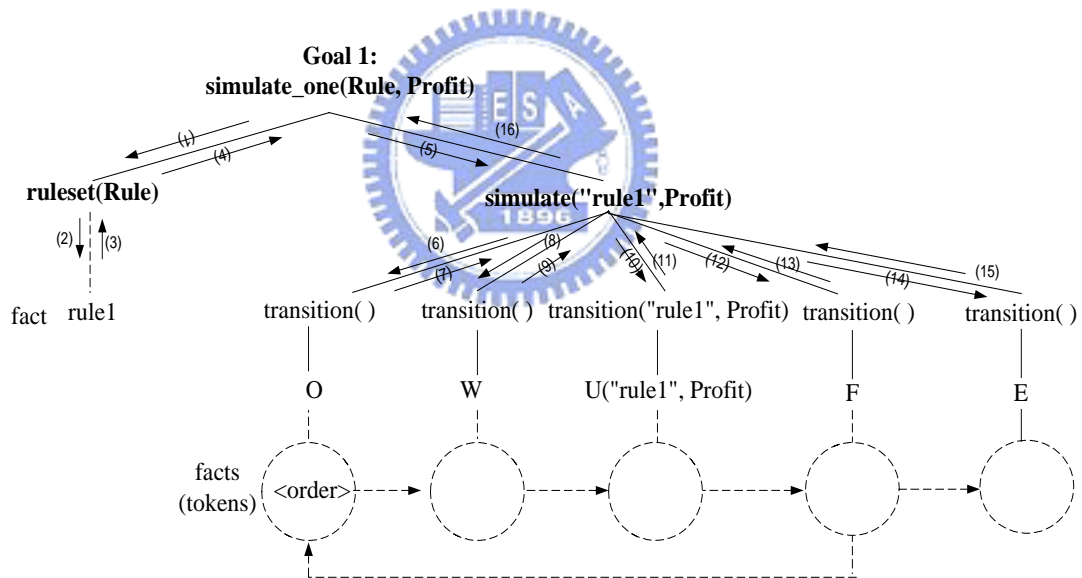 Goal 1:
simulate_one(Rule, Profit)
E S A
(1)
(4)
(5)
(16)
ruleset(Rule)
simulate("rule1",Profit)
1896
(2)
(3)
(6)
(7)
(8)
(9)
(10)
(11)
(12)
(13)
(14)
(15)
fact rule1
transition( ) transition( ) transition("rule1", Profit) transition( ) transition( )
O W U("rule1", Profit) F E
facts
(tokens)
<order>